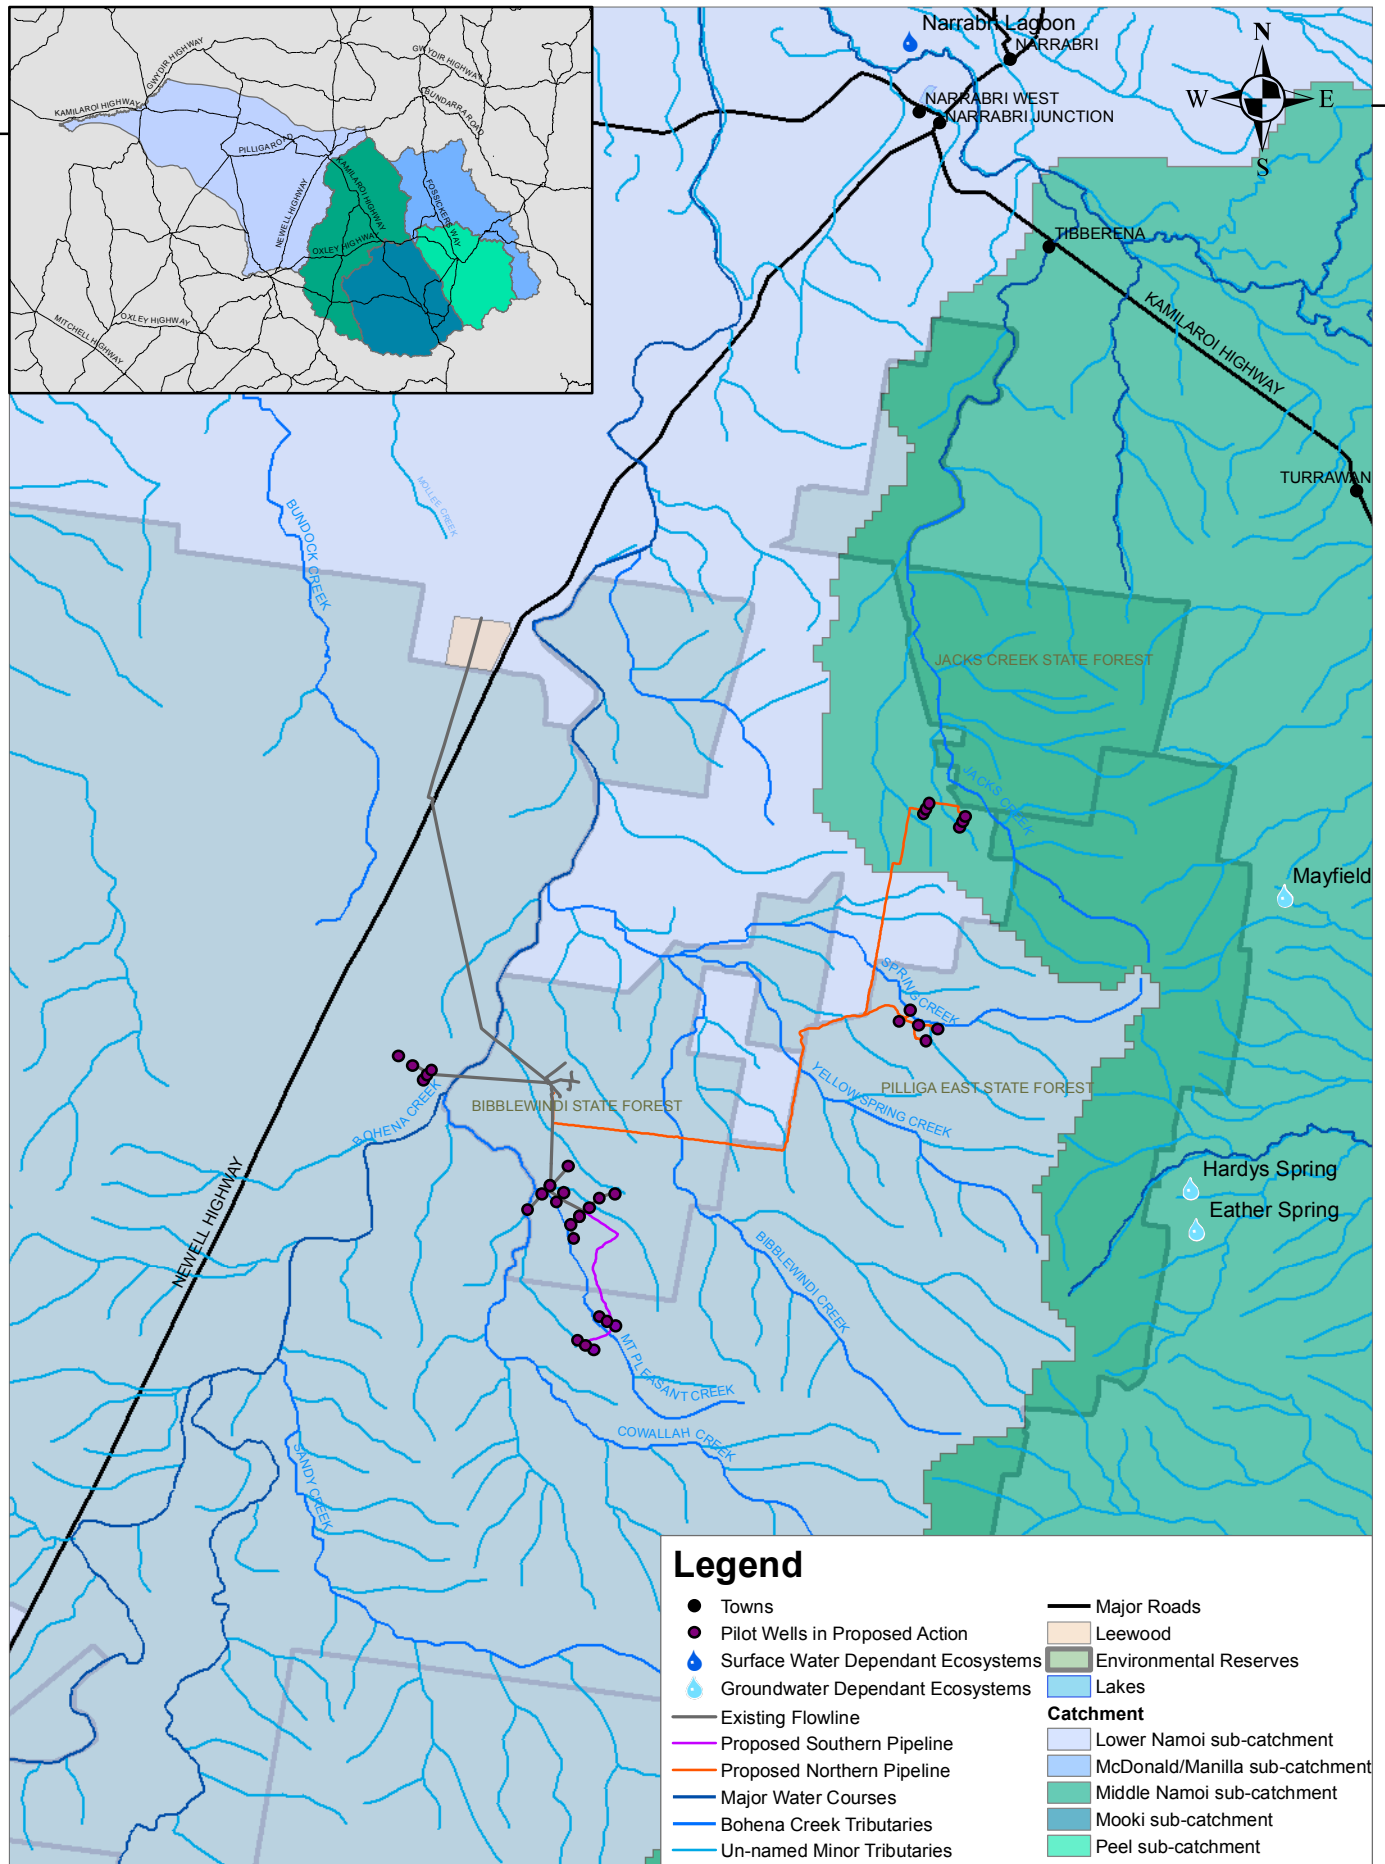 GWYDIR HIGHWAY
GWYDIR HIGHWAY
KAMILAROI HIGHWAY
BUNDARRA ROAD
PILLIGA ROAD
KAMILAROI HIGHWAY
FOSSICKERS WAY
NEWELL HIGHWAY
OXLEY HIGHWAY
OXLEY HIGHWAY
MITCHELL HIGHWAY
Narrabri Lagoon
NARRABRI
N
W
E
S
NARRABRI WEST
NARRABRI JUNCTION
TIBBERENA
KAMILAROI HIGHWAY
TURRAWAN
MOLLEE CREEK
BUNDOCK CREEK
JACKS CREEK STATE FOREST
JACKS CREEK
Mayfield
SPRING CREEK
YELLOW SPRING CREEK
PILLIGA EAST STATE FOREST
BIBBLEWINDI STATE FOREST
BOHENA CREEK
Hardys Spring
Eather Spring
NEWELL HIGHWAY
BIBBLEWINDI CREEK
MT PLEASANT CREEK
COWALLAH CREEK
SANDY CREEK
Legend
Towns
Pilot Wells in Proposed Action
Surface Water Dependant Ecosystems
Groundwater Dependant Ecosystems
Existing Flowline
Proposed Southern Pipeline
Proposed Northern Pipeline
Major Water Courses
Bohena Creek Tributaries
Un-named Minor Tributaries
Major Roads
Leewood
Environmental Reserves
Lakes
Catchment
Lower Namoi sub-catchment
McDonald/Manilla sub-catchment
Middle Namoi sub-catchment
Mooki sub-catchment
Peel sub-catchment